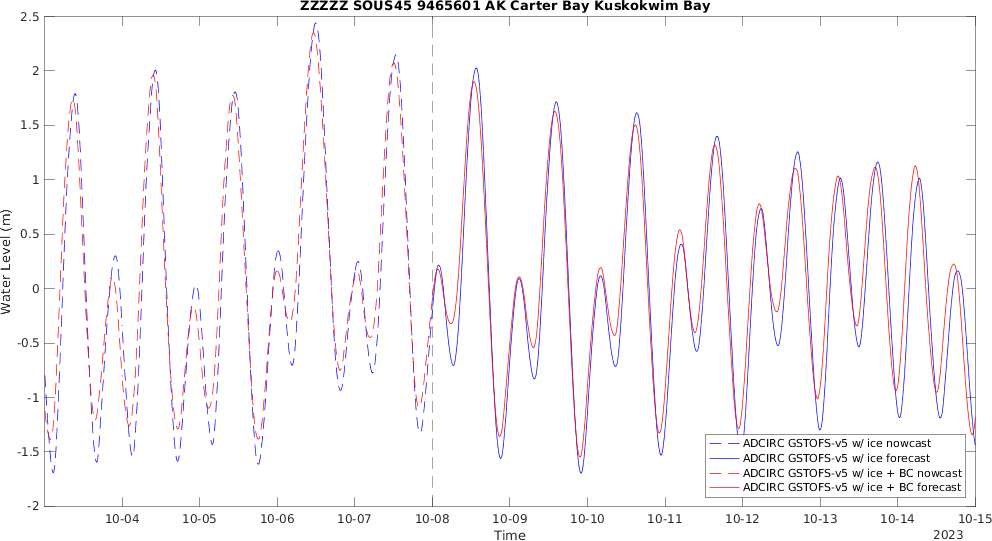 ZZZZZ SOUS45 9465601 AK Carter Bay Kuskokwim Bay
2.5
2
1.5
1
0.5
0
-0.5
-1
-1.5
-2
Water Level (m)
10-04 10-05 10-06 10-07 10-08 10-09 10-10 10-11 10-12 10-13 10-14 10-15
Time
2023
ADCIRC GSTOFS-v5 w/ ice nowcast
ADCIRC GSTOFS-v5 w/ ice forecast
ADCIRC GSTOFS-v5 w/ ice + BC nowcast
ADCIRC GSTOFS-v5 w/ ice + BC forecast